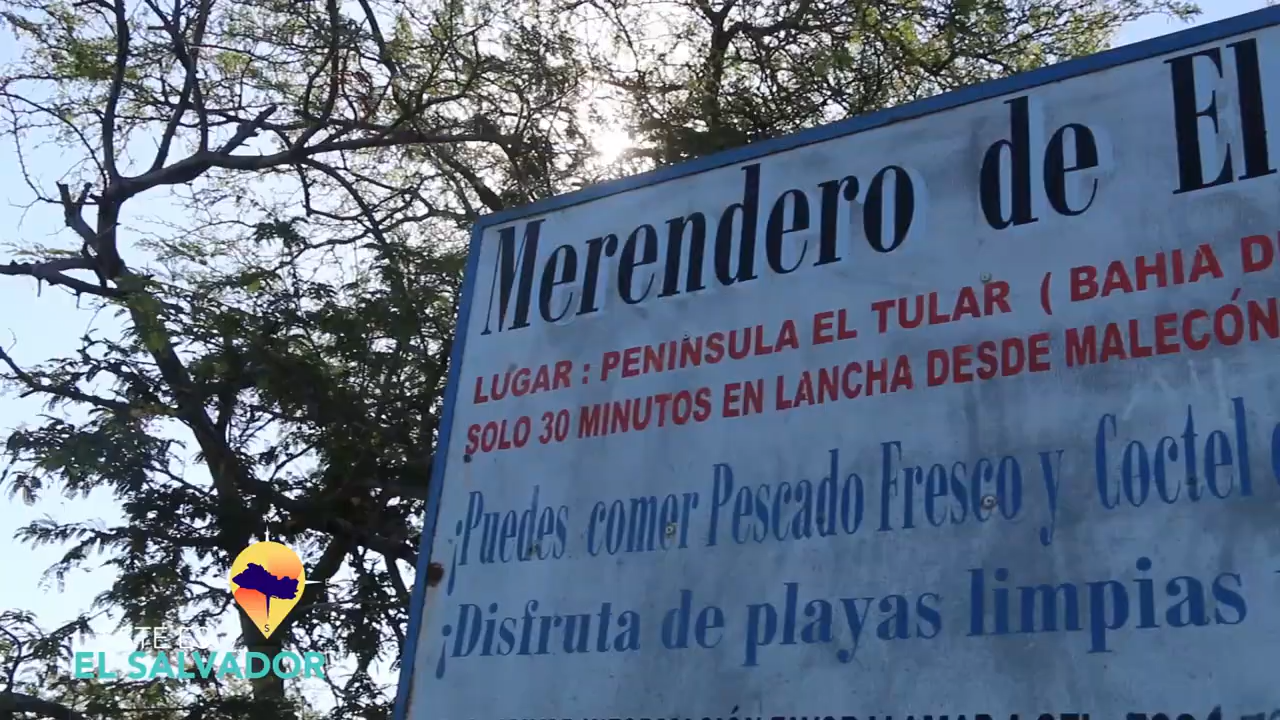 Merendero de El
LUGAR : PENINSULA EL TULAR ( BAHIA D
SOLO 30 MINUTOS EN LANCHA DESDE MALECÓN
¡Puedes comer Pescado Fresco y Coctel
¡Disfruta de playas limpias
EL SALVADOR